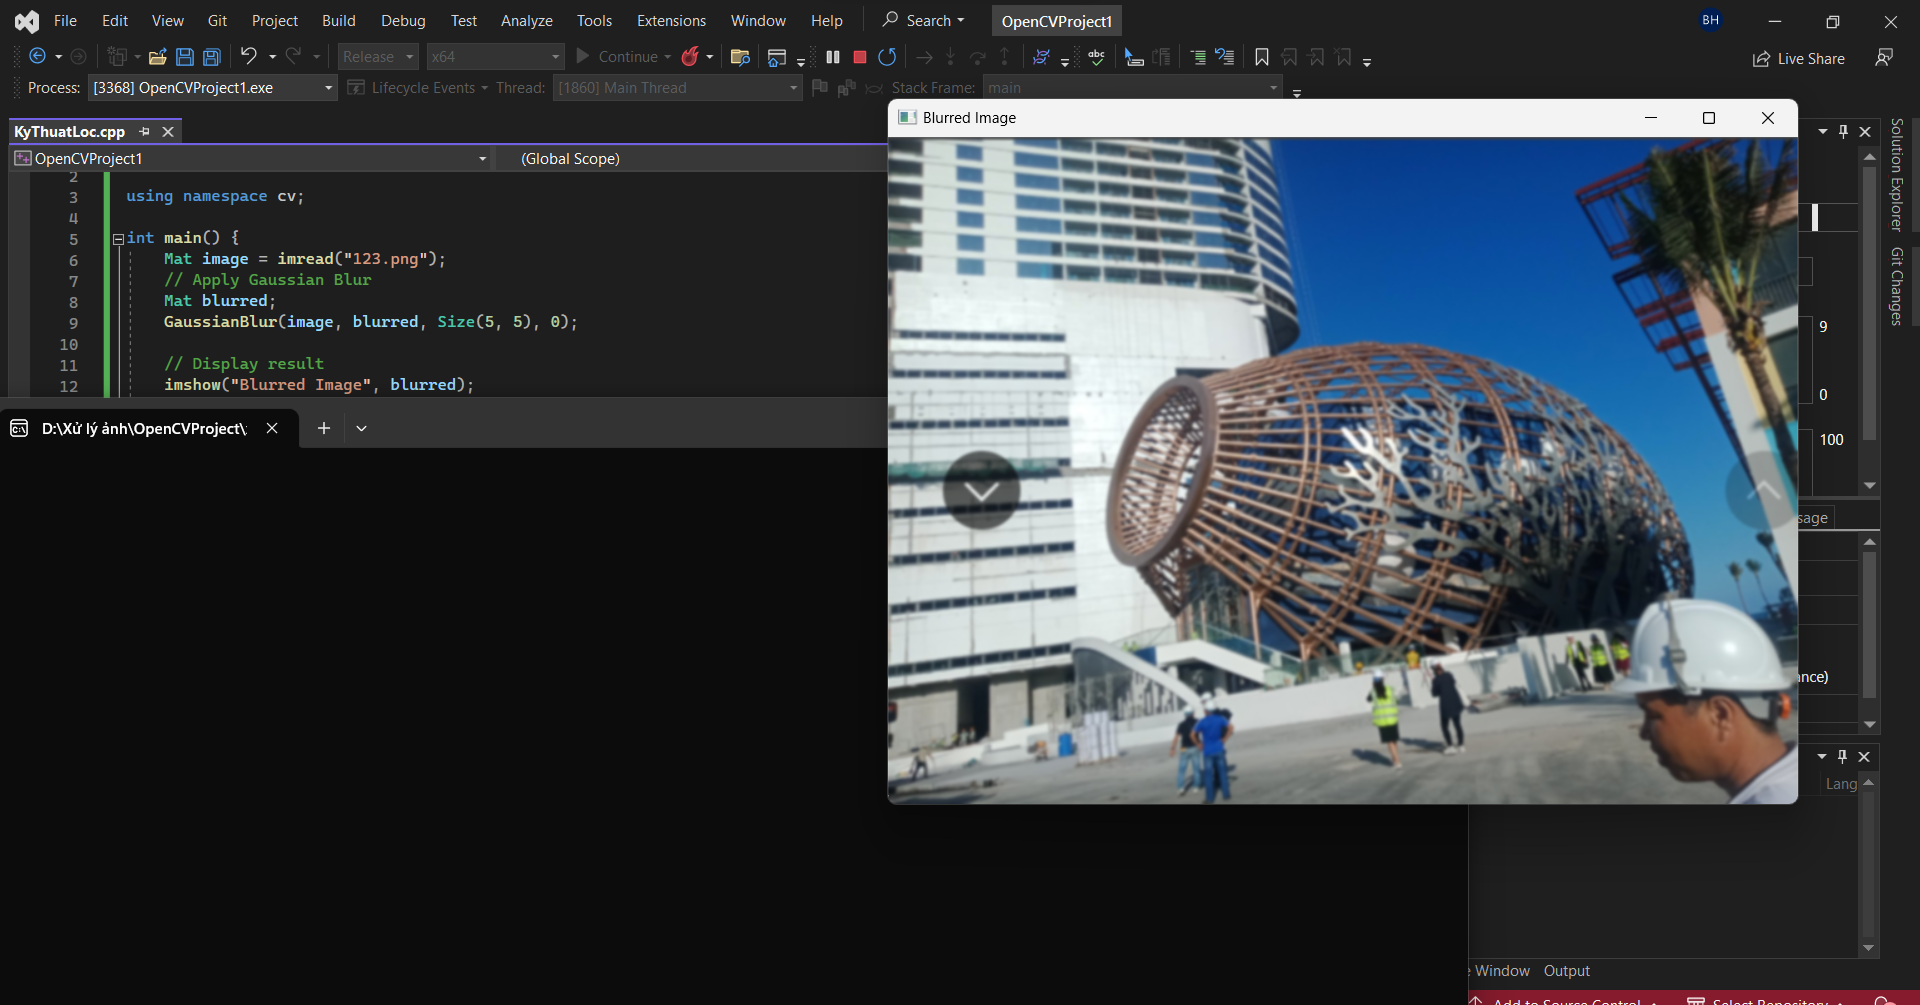 File Edit View Git Project Build Debug Test Analyze Tools Extensions Window Help Search OpenCVProject1 BH
Release x64 Continue abc Live Share
Process: [3368] OpenCVProject1.exe Lifecycle Events Thread: [1860] Main Thread Stack Frame: main
KyThuatLoc.cpp
OpenCVProject1 (Global Scope)
2
3 using namespace cv;
4
5 int main() {
6 Mat image = imread("123.png");
7 // Apply Gaussian Blur
8 Mat blurred;
9 GaussianBlur(image, blurred, Size(5, 5), 0);
10
11 // Display result
12 imshow("Blurred Image", blurred);
D:\Xử lý ảnh\OpenCVProject\
Blurred Image
Solution Explorer
Git Changes
9
0
100
sage
ance)
Lang
Window Output
Add to Source Control Select Repository